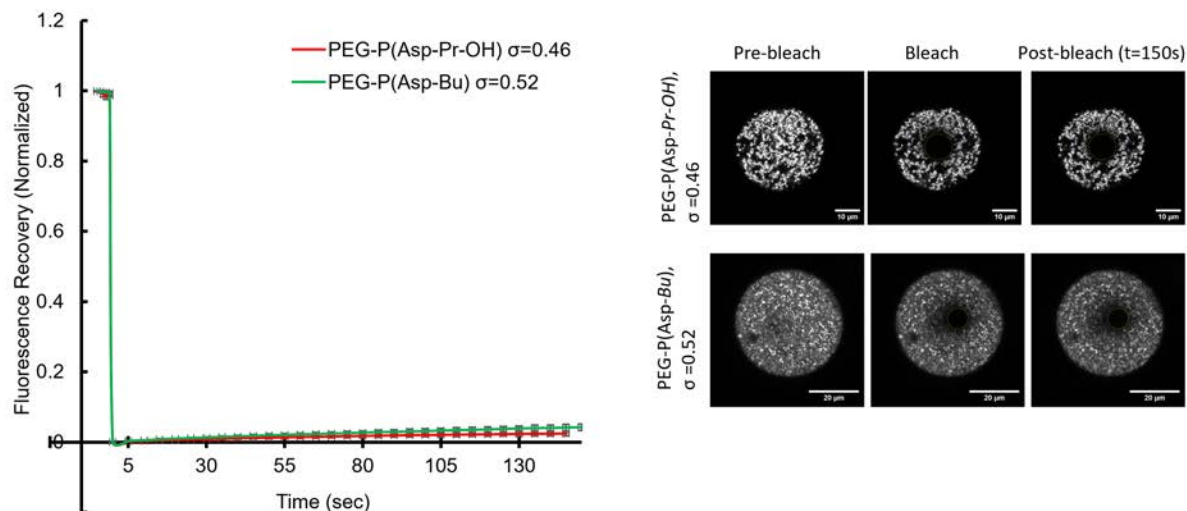 1.2
1
0.8
0.6
0.4
0.2
0
5 30 55 80 105 130
Fluorescence Recovery (Normalized)
Time (sec)
PEG-P(Asp-Pr-OH) σ=0.46
PEG-P(Asp-Bu) σ=0.52
Pre-bleach Bleach Post-bleach (t=150s)
PEG-P(Asp-Pr-OH),
σ =0.46
10 µm 10 µm 10 µm
PEG-P(Asp-Bu),
σ =0.52
20 µm 20 µm 20 µm